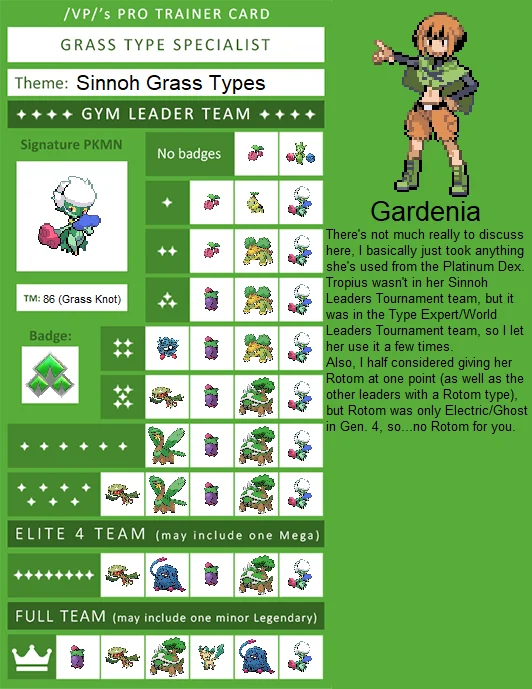 /VP/'s PRO TRAINER CARD
GRASS TYPE SPECIALIST
Theme: Sinnoh Grass Types
GYM LEADER TEAM
Signature PKMN
No badges
TM: 86 (Grass Knot)
Badge:
ELITE 4 TEAM (may include one Mega)
FULL TEAM (may include one minor Legendary)
Gardenia
There's not much really to discuss
here, I basically just took anything
she's used from the Platinum Dex.
Tropius wasn't in her Sinnoh
Leaders Tournament team, but it
was in the Type Expert/World
Leaders Tournament team, so I let
her use it a few times.
Also, I half considered giving her
Rotom at one point (as well as the
other leaders with a Rotom type),
but Rotom was only Electric/Ghost
in Gen. 4, so...no Rotom for you.